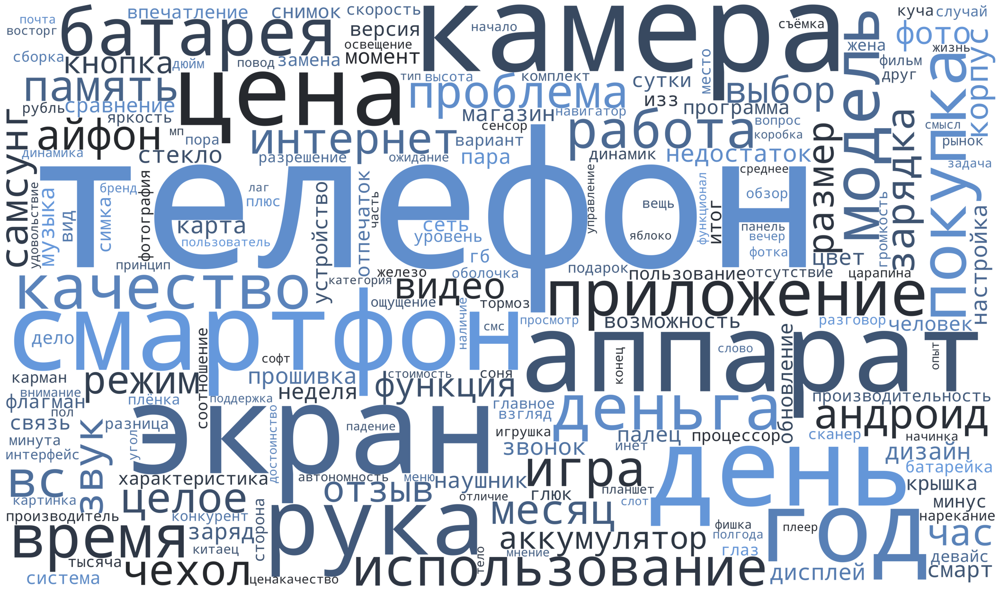 почта
восторг
впечатление
снимок
скорость
камера
начало
съёмка
куча
случай
батарея
версия
освещение
момент
модель
жена
фото
жизнь
корпус
сборка
кнопка
дюйм
повод
замена
фильм
друг
покупка
память
цена
тип
высота
комплект
проблема
сутки
место
выбор
рубль
сравнение
изз
программа
яркость
магазин
навигатор
самсунг
айфон
мп
пора
интернет
сенсор
вариант
работа
вопрос
коробка
размер
зарядка
смысл
рынок
динамика
стекло
разрешение
ожидание
пара
динамик
недостаток
задача
телефон
среднее
удовольствие
музыка
вид
симка
бренд
фотография
лаг
плюс
устройство
отпечаток
часть
управление
вещь
функционал
итог
обзор
громкость
настройка
карта
пользователь
сеть
уровень
яблоко
панель
вечер
фотка
гб
цвет
принцип
железо
оболочка
подарок
пользование
отсутствие
царапина
качество
категория
видео
приложение
ощущение
наличие
тормоз
смартфон
смс
просмотр
возможность
разговор
человек
дело
соотношение
аппарат
слово
обновление
опыт
софт
конец
карман
режим
прошивка
стоимость
соня
внимание
неделя
функция
флагман
плёнка
поддержка
главное
деньга
производительность
пол
экран
взгляд
андроид
связь
звук
разница
угол
достоинство
падение
игрушка
палец
процессор
сканер
начинка
минута
звонок
инет
день
дизайн
интерфейс
игра
батарейка
вс
характеристика
автономность
меню
наушник
крышка
картинка
целое
отзыв
отличие
глюк
планшет
слот
минус
производитель
конкурент
сторона
рука
месяц
год
нарекание
время
заряд
аккумулятор
фишка
полгода
плеер
час
китаец
мнение
глаз
тысяча
чехол
тело
использование
девайс
система
ценакачество
дисплей
смарт